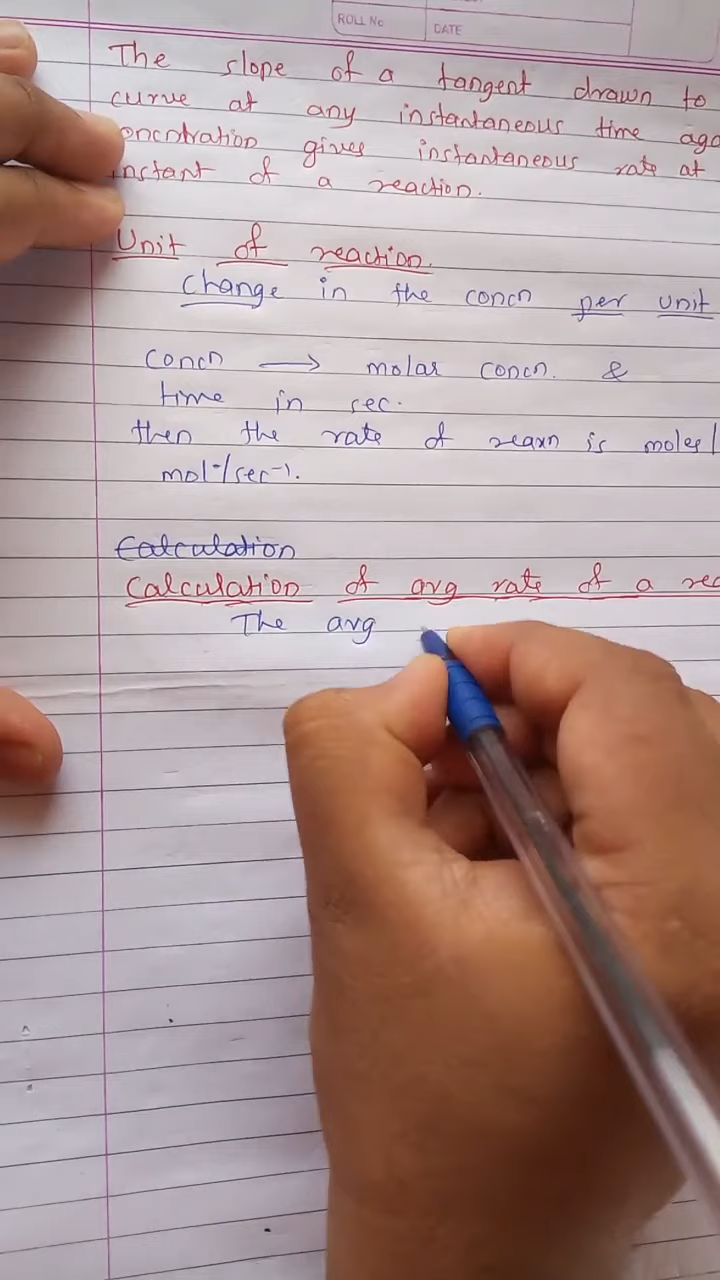 ROLL No
DATE
The slope of a tangent drawn to
curve at any instantaneous time aga
oncntration gives instantaneous rate at
instant of a reaction.
Unit of reaction.
Change in the concn per unit
concn → molar concn. &
time in sec.
then the rate of reaxn is moles/
mol⁻/sec⁻¹.
Calculation
Calculation of avg rate of a rea
The avg